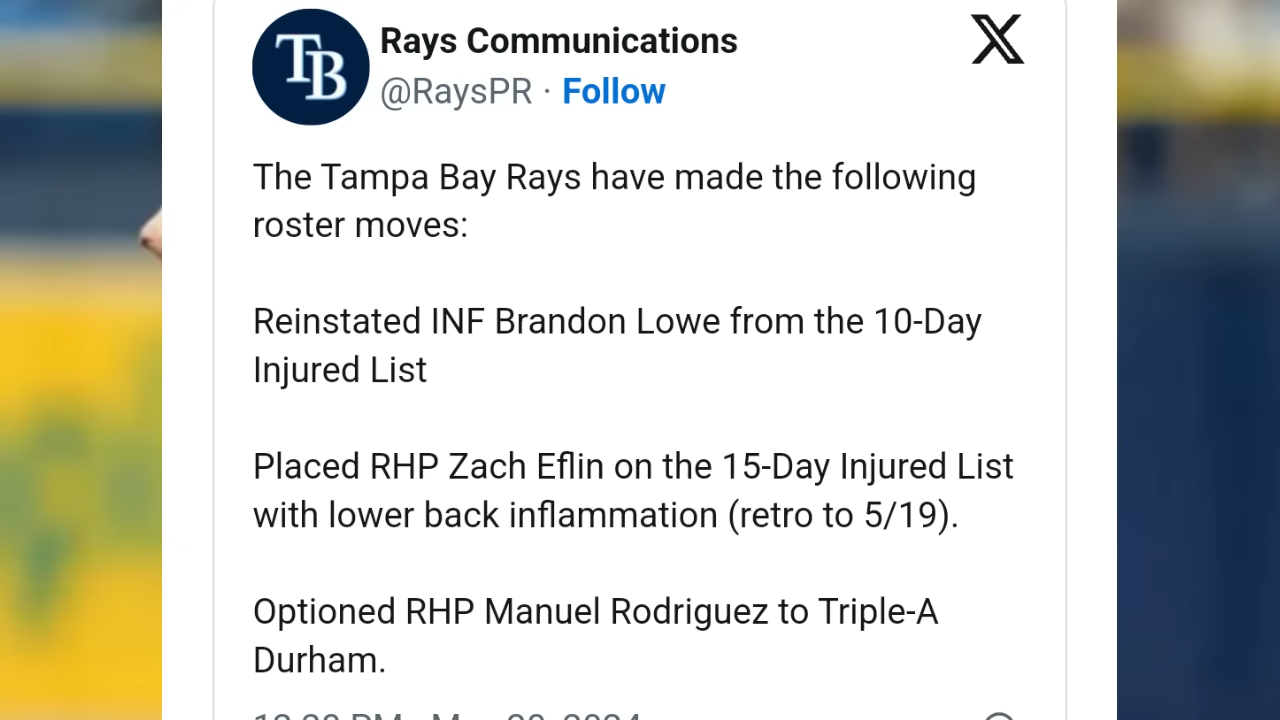 TB
Rays Communications
@RaysPR · Follow
The Tampa Bay Rays have made the following
roster moves:
Reinstated INF Brandon Lowe from the 10-Day
Injured List
Placed RHP Zach Eflin on the 15-Day Injured List
with lower back inflammation (retro to 5/19).
Optioned RHP Manuel Rodriguez to Triple-A
Durham.